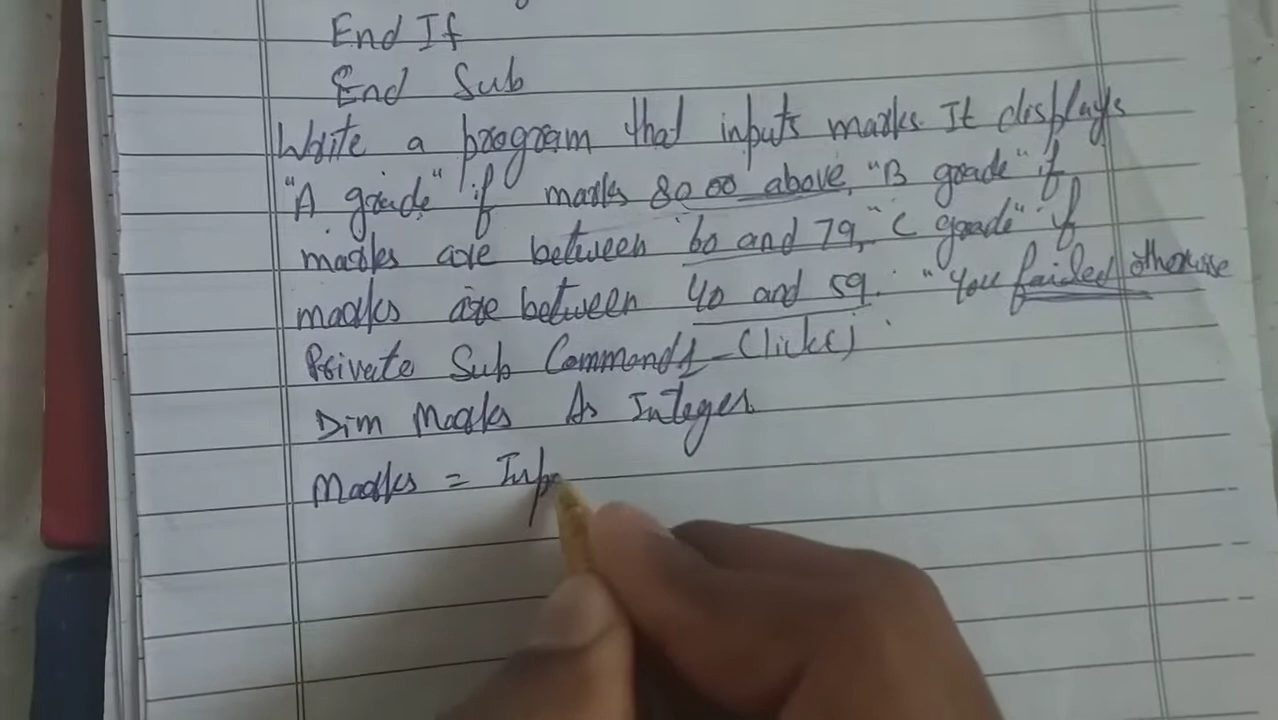 End If
End Sub
Write a program that inputs marks. It displays
"A grade" if marks 80 or above, "B grade" if
marks are between 60 and 79, "C grade" if
marks are between 40 and 59. "You failed otherwise
Private Sub Command1_Click()
Dim Marks As Integer
Marks = Inp